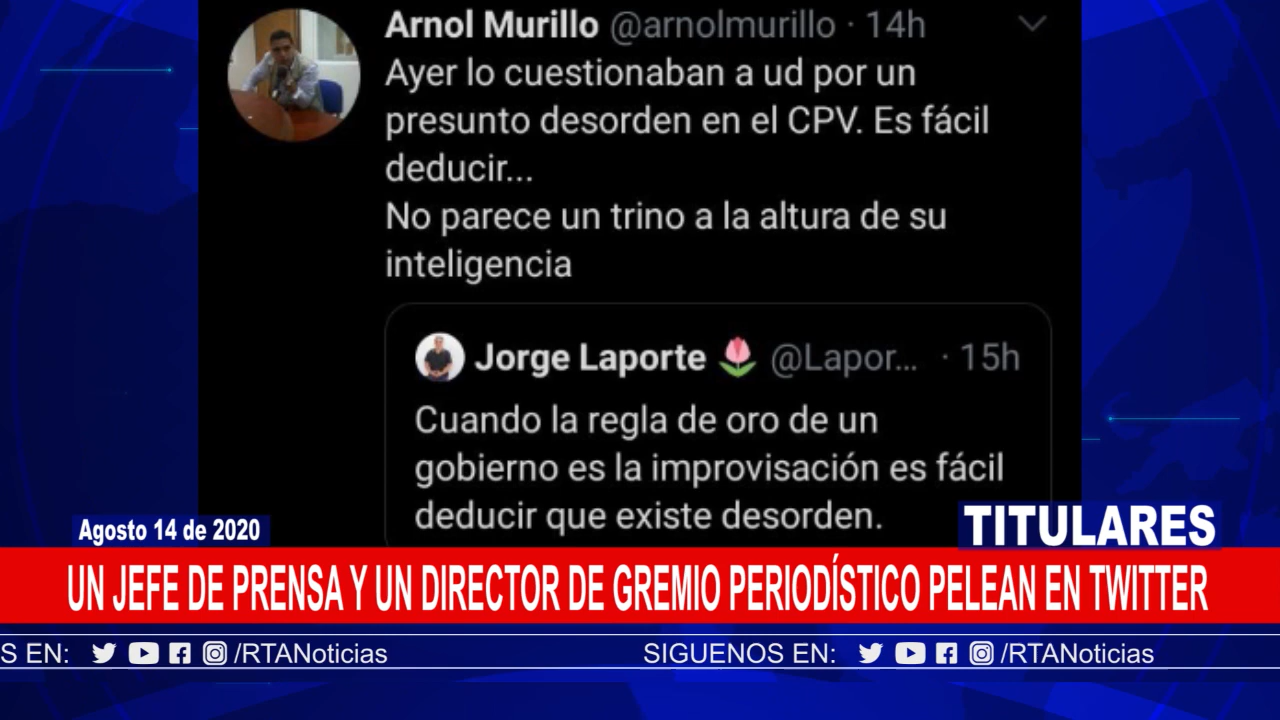 Arnol Murillo @arnolmurillo · 14h
Ayer lo cuestionaban a ud por un
presunto desorden en el CPV. Es fácil
deducir...
No parece un trino a la altura de su
inteligencia
Jorge Laporte 🌷 @Lapor... · 15h
Cuando la regla de oro de un
gobierno es la improvisación es fácil
deducir que existe desorden.
Agosto 14 de 2020
TITULARES
UN JEFE DE PRENSA Y UN DIRECTOR DE GREMIO PERIODÍSTICO PELEAN EN TWITTER
S EN: /RTANoticias SIGUENOS EN: /RTANoticias